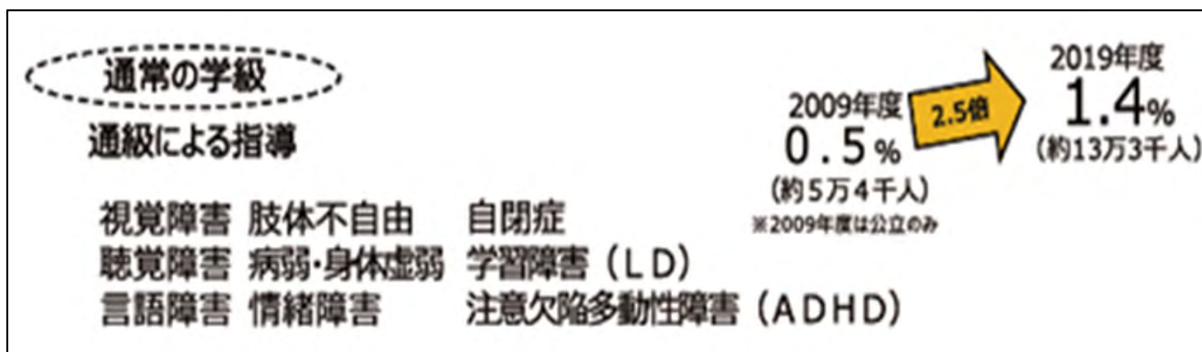 通常の学級
通級による指導
視覚障害 肢体不自由 自閉症
聴覚障害 病弱・身体虚弱 学習障害(LD)
言語障害 情緒障害 注意欠陥多動性障害(ADHD)
2009年度
0.5%
(約5万4千人)
※2009年度は公立のみ
2.5倍
2019年度
1.4%
(約13万3千人)